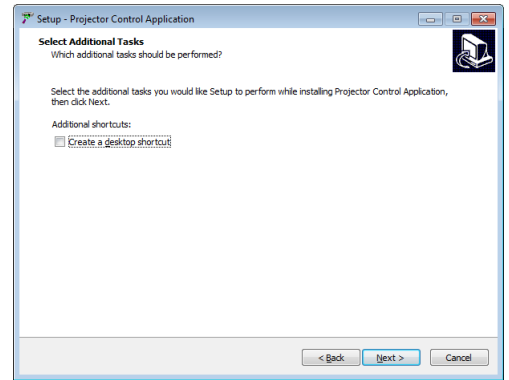 Setup - Projector Control Application
Select Additional Tasks
Which additional tasks should be performed?
Select the additional tasks you would like Setup to perform while installing Projector Control Application,
then click Next.
Additional shortcuts:
Create a desktop shortcut
< Back
Next >
Cancel